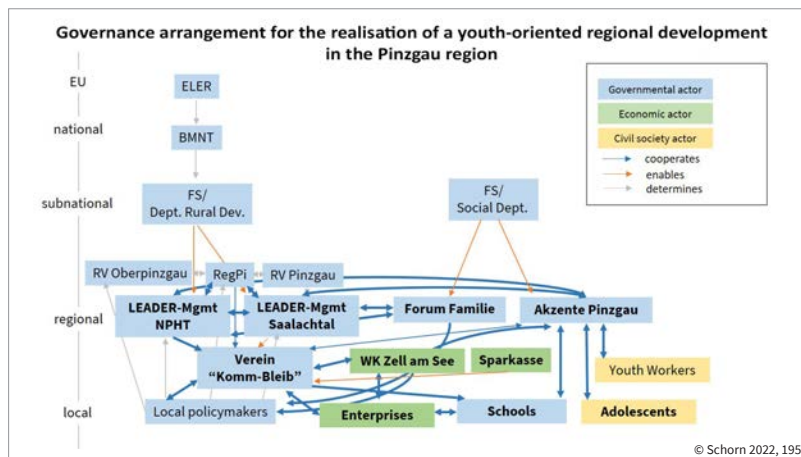 Governance arrangement for the realisation of a youth-oriented regional development
in the Pinzgau region
EU
ELER
Governmental actor
Economic actor
Civil society actor
cooperates
enables
determines
national
BMNT
subnational
FS/
Dept. Rural Dev.
FS/
Social Dept.
RV Oberpinzgau
RegPi
RV Pinzgau
regional
LEADER-Mgmt
NPHT
LEADER-Mgmt
Saalachtal
Forum Familie
Akzente Pinzgau
Verein
"Komm-Bleib"
WK Zell am See
Sparkasse
Youth Workers
local
Local policymakers
Enterprises
Schools
Adolescents
© Schorn 2022, 195